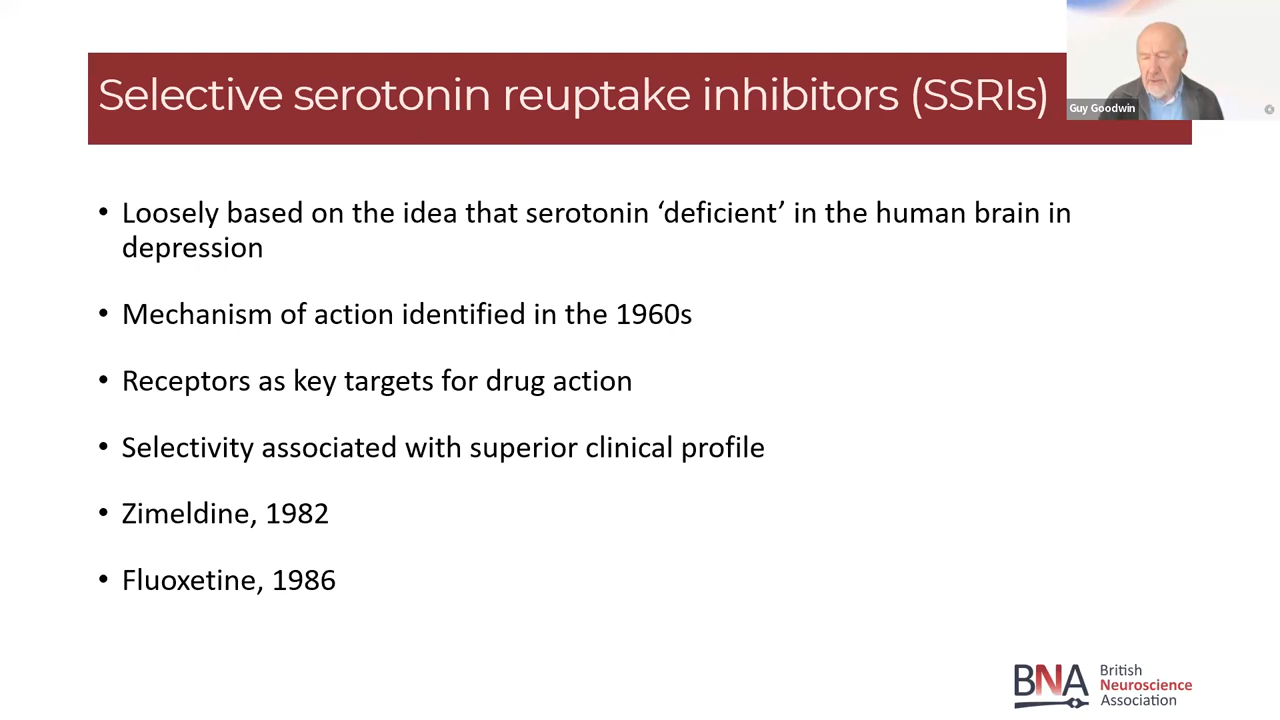 Selective serotonin reuptake inhibitors (SSRIs)
Guy Goodwin
• Loosely based on the idea that serotonin ‘deficient’ in the human brain in
depression
• Mechanism of action identified in the 1960s
• Receptors as key targets for drug action
• Selectivity associated with superior clinical profile
• Zimeldine, 1982
• Fluoxetine, 1986
BNA
British
Neuroscience
Association